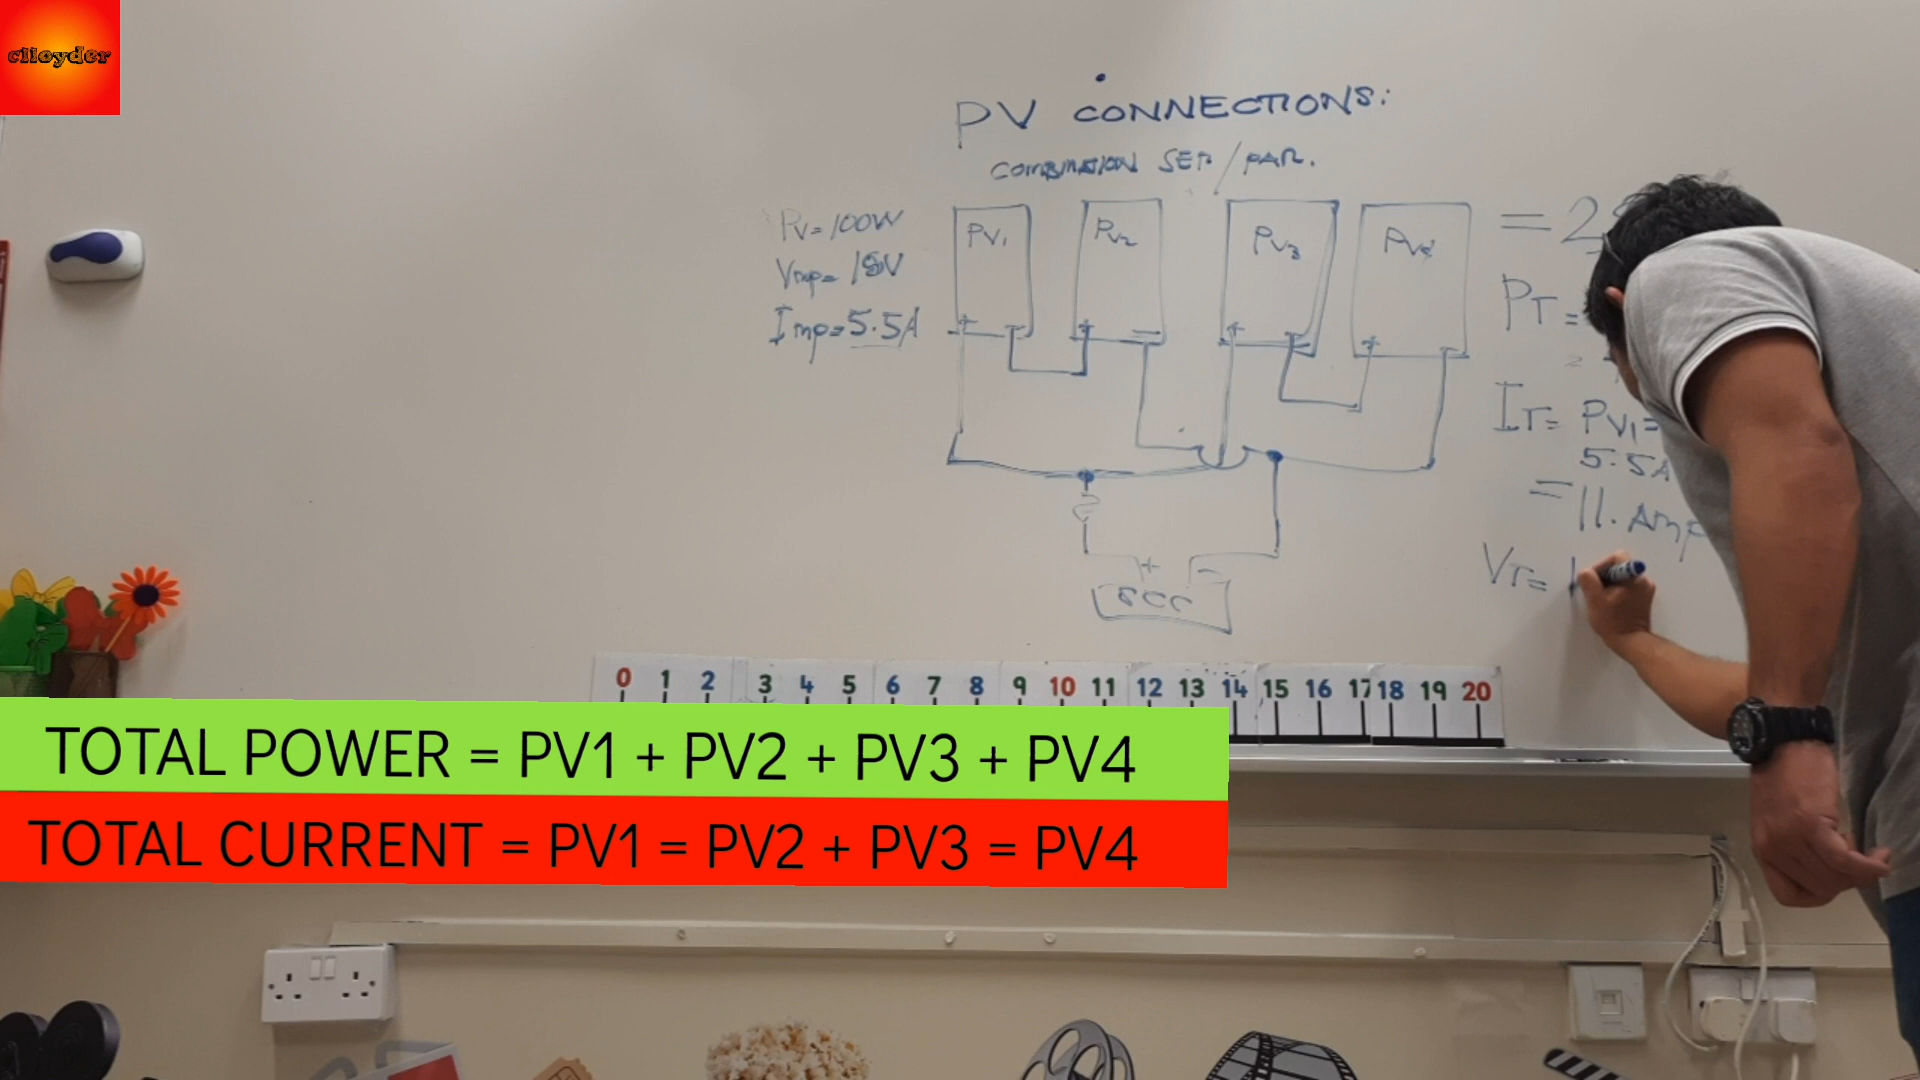 ciloyder
PV CONNECTIONS:
COMBINATION SER/PAR.
PV=100W
Vmp=18V
Imp=5.5A
PV1
PV2
PV3
PV4
+
+
+
+
+ -
SCC
= 2
PT=
=
IT= PV1=
5.5A
= 11. Amp
VT=
0 1 2 3 4 5 6 7 8 9 10 11 12 13 14 15 16 17 18 19 20
TOTAL POWER = PV1 + PV2 + PV3 + PV4
TOTAL CURRENT = PV1 = PV2 + PV3 = PV4